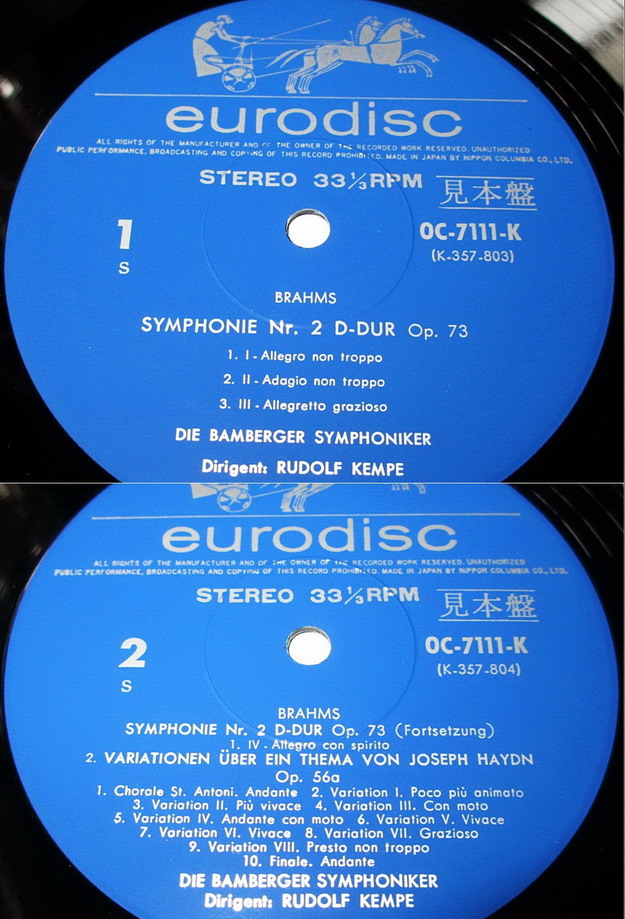 eurodisc
ALL RIGHTS OF THE MANUFACTURER AND OF THE OWNER OF THE RECORDED WORK RESERVED. UNAUTHORIZED
PUBLIC PERFORMANCE, BROADCASTING AND COPYING OF THIS RECORD PROHIBITED. MADE IN JAPAN BY NIPPON COLUMBIA CO., LTD.
STEREO 33 1/3 RPM
見本盤
1
S
OC-7111-K
(K-357-803)
BRAHMS
SYMPHONIE Nr. 2 D-DUR Op. 73
1. I - Allegro non troppo
2. II - Adagio non troppo
3. III - Allegretto grazioso
DIE BAMBERGER SYMPHONIKER
Dirigent: RUDOLF KEMPE
eurodisc
ALL RIGHTS OF THE MANUFACTURER AND OF THE OWNER OF THE RECORDED WORK RESERVED. UNAUTHORIZED
PUBLIC PERFORMANCE, BROADCASTING AND COPYING OF THIS RECORD PROHIBITED. MADE IN JAPAN BY NIPPON COLUMBIA CO., LTD.
STEREO 33 1/3 RPM
見本盤
2
S
OC-7111-K
(K-357-804)
BRAHMS
SYMPHONIE Nr. 2 D-DUR Op. 73 (Fortsetzung)
1. IV - Allegro con spirito
2. VARIATIONEN ÜBER EIN THEMA VON JOSEPH HAYDN
Op. 56a
1. Chorale St. Antoni. Andante 2. Variation I. Poco più animato
3. Variation II. Più vivace 4. Variation III. Con moto
5. Variation IV. Andante con moto 6. Variation V. Vivace
7. Variation VI. Vivace 8. Variation VII. Grazioso
9. Variation VIII. Presto non troppo
10. Finale. Andante
DIE BAMBERGER SYMPHONIKER
Dirigent: RUDOLF KEMPE